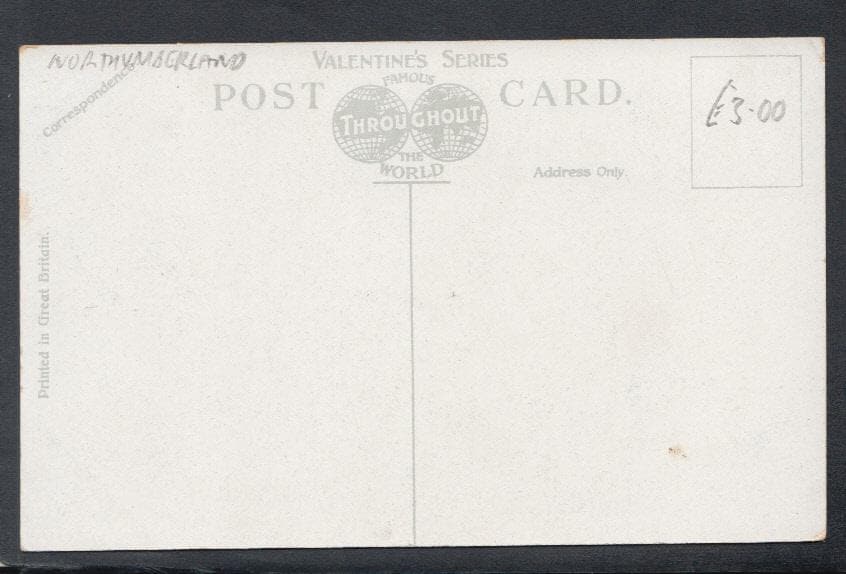 NORTHUMBERLAND
Correspondence
VALENTINE'S SERIES
POST CARD.
FAMOUS
THROUGHOUT
THE
WORLD
Address Only.
£3.00
Printed in Great Britain.